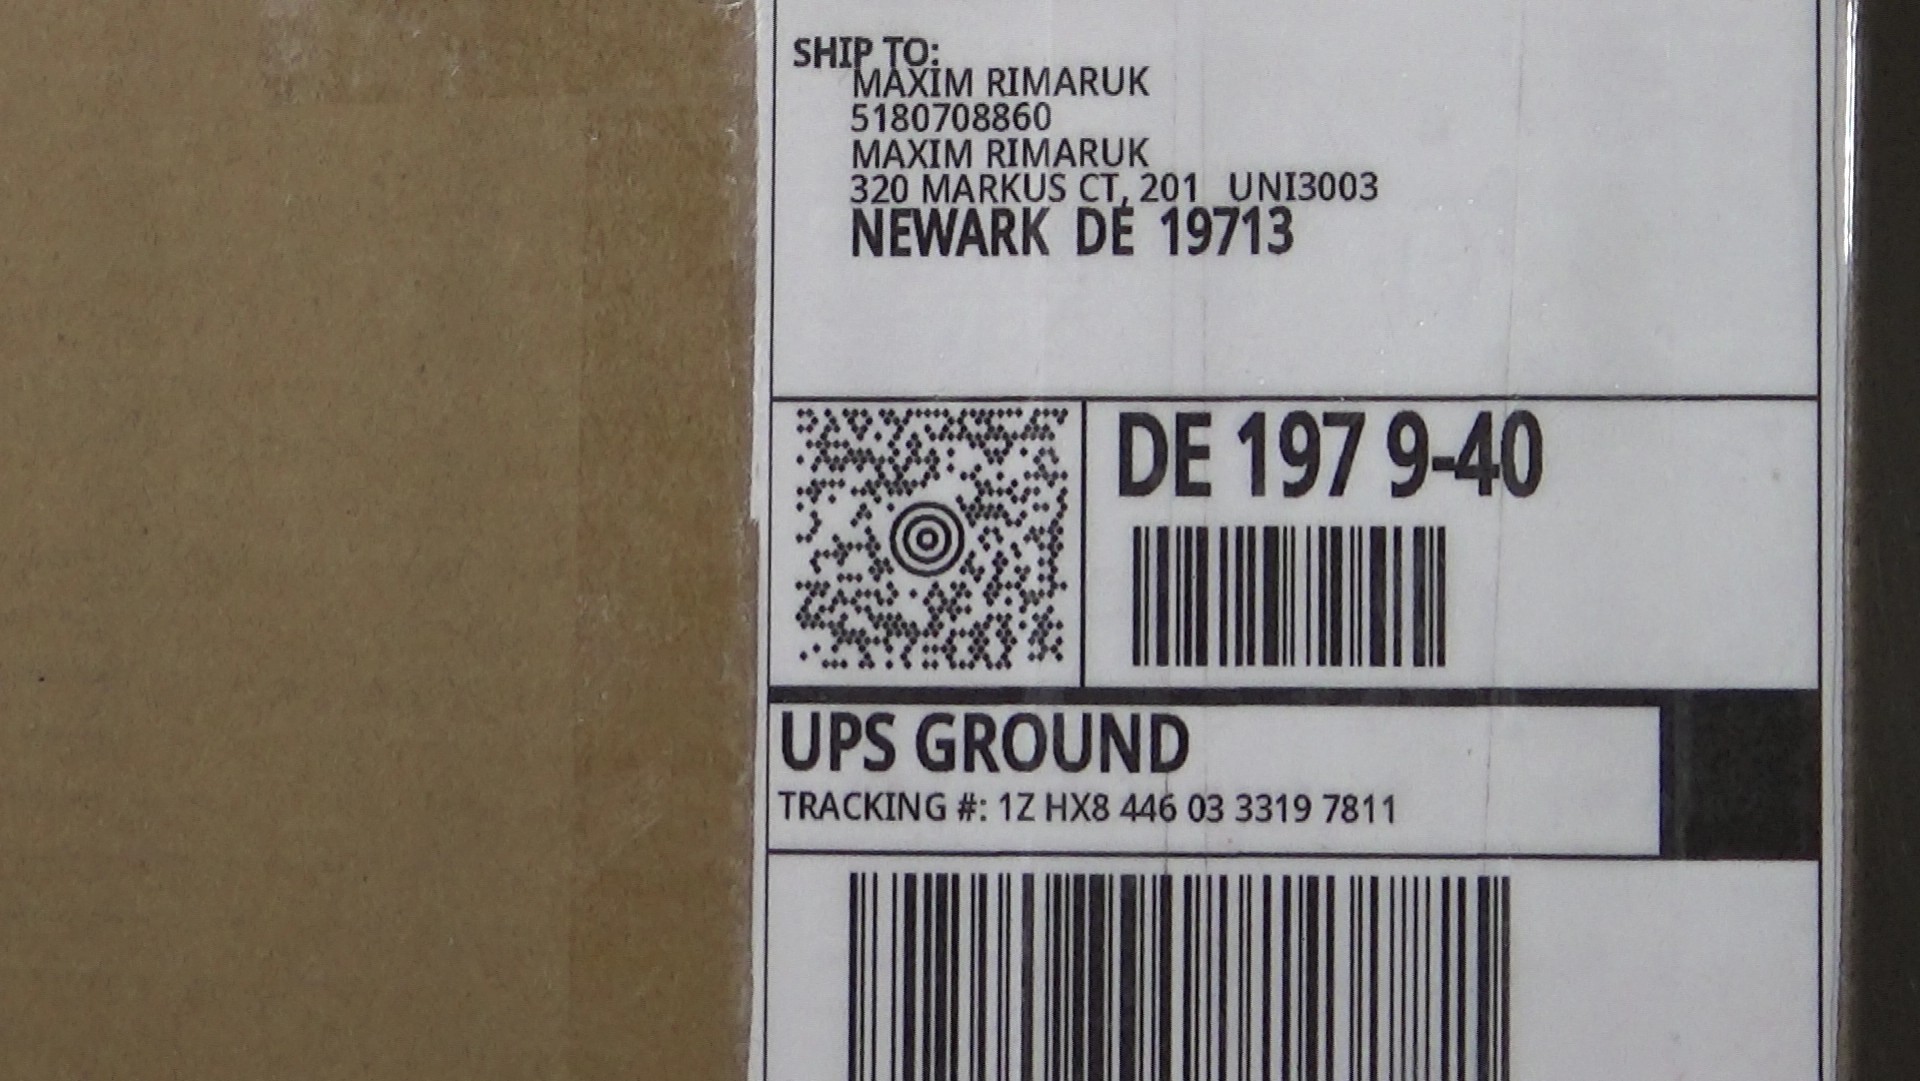 SHIP TO:
MAXIM RIMARUK
5180708860
MAXIM RIMARUK
320 MARKUS CT, 201 UNI3003
NEWARK DE 19713
DE 197 9-40
UPS GROUND
TRACKING #: 1Z HX8 446 03 3319 7811